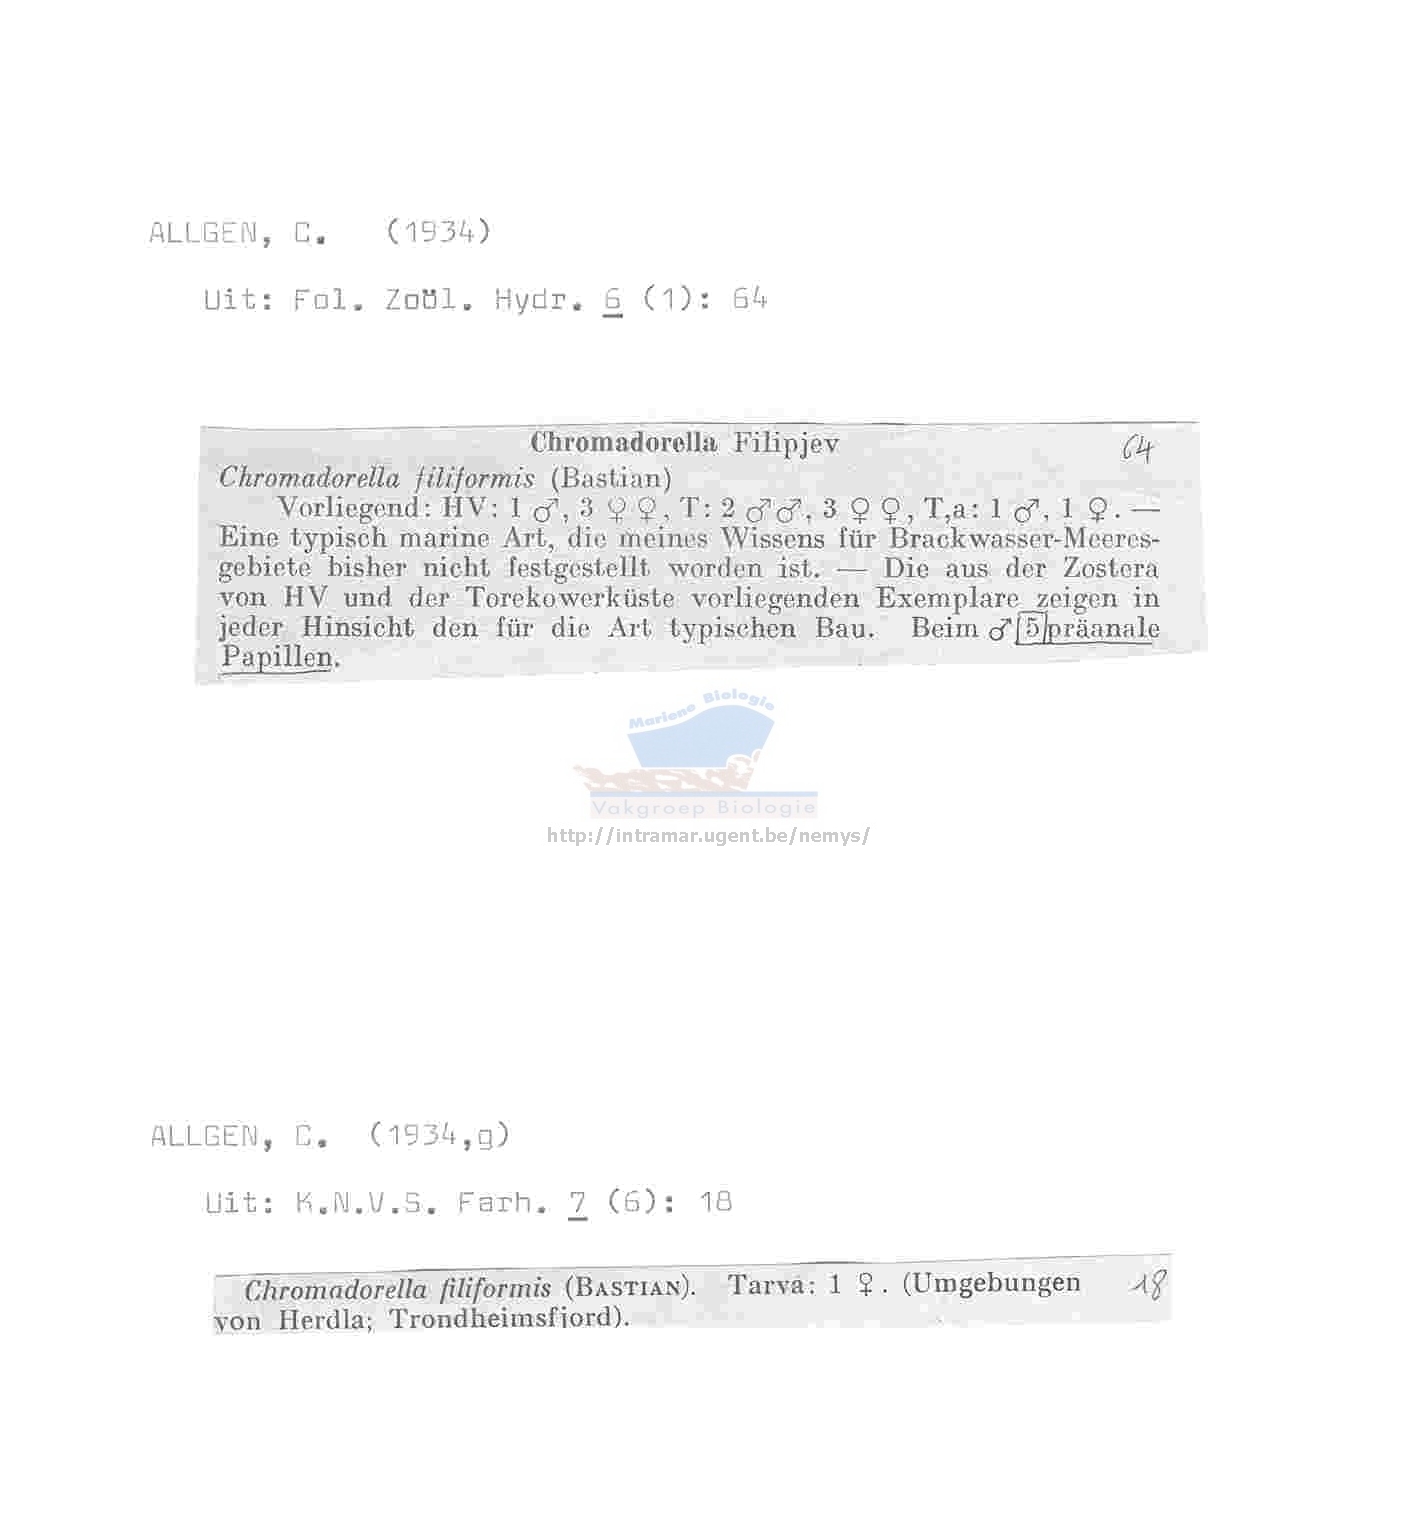 ALLGEN, C. (1934)
Uit: Fol. Zoöl. Hydr. 6 (1): 64
Chromadorella Filipjev 64
Chromadorella filiformis (Bastian)
Vorliegend: HV: 1 ♂, 3 ♀ ♀, T: 2 ♂♂, 3 ♀ ♀, T,a: 1 ♂, 1 ♀. —
Eine typisch marine Art, die meines Wissens für Brackwasser-Meeres-
gebiete bisher nicht festgestellt worden ist. — Die aus der Zostera
von HV und der Torekowerküste vorliegenden Exemplare zeigen in
jeder Hinsicht den für die Art typischen Bau. Beim ♂ 5 präanale
Papillen.
Mariene Biologie
Vakgroep Biologie
http://intramar.ugent.be/nemys/
ALLGEN, C. (1934,g)
Uit: K.N.V.S. Farh. 7 (6): 18
Chromadorella filiformis (BASTIAN). Tarva: 1 ♀. (Umgebungen 18
von Herdla; Trondheimsfjord).